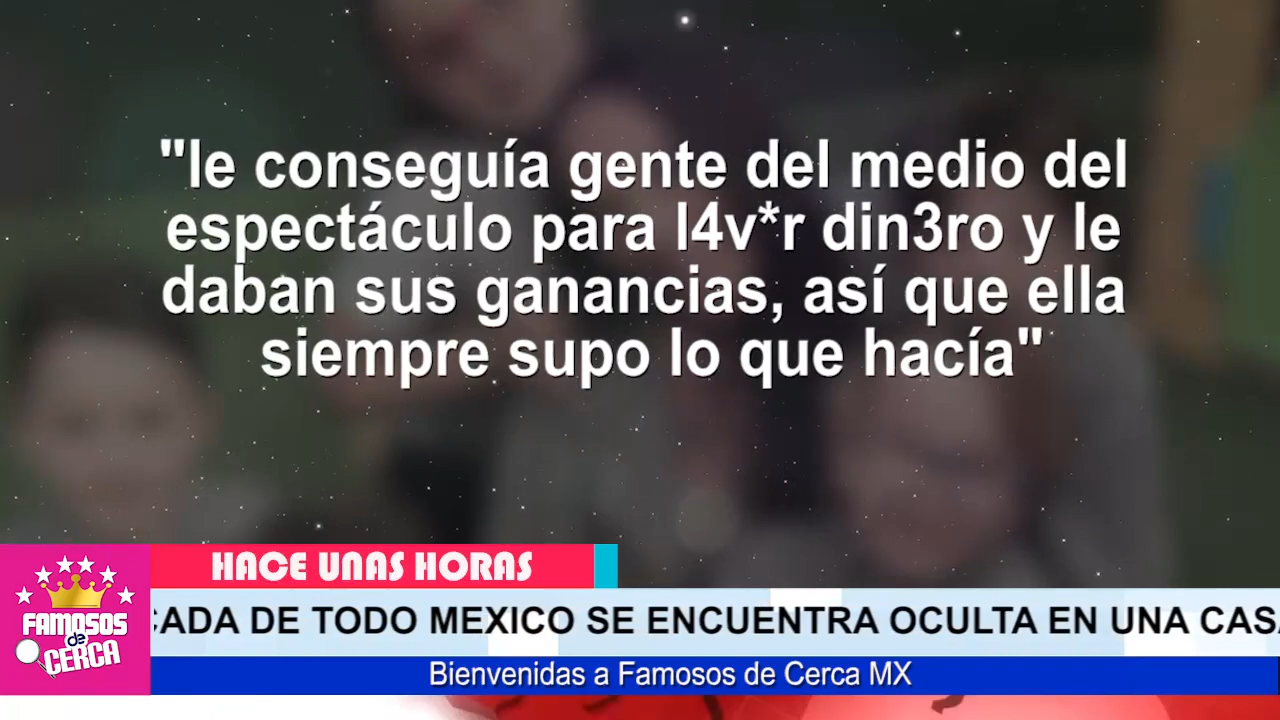 "le conseguía gente del medio del
espectáculo para l4v*r din3ro y le
daban sus ganancias, así que ella
siempre supo lo que hacía"
HACE UNAS HORAS
CADA DE TODO MEXICO SE ENCUENTRA OCULTA EN UNA CASA
FAMOSOS
de
CERCA
Bienvenidas a Famosos de Cerca MX